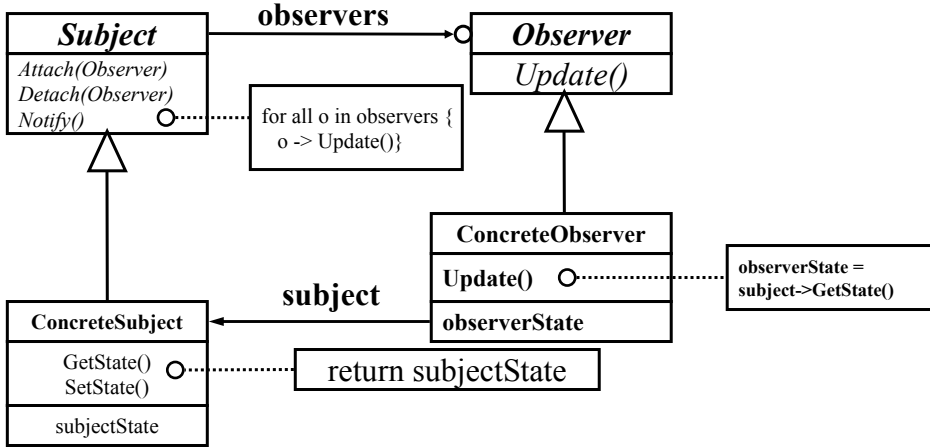 observers
Subject
Attach(Observer)
Detach(Observer)
Notify()
for all o in observers {
o -> Update()}
Observer
Update()
ConcreteObserver
Update()
observerState
observerState =
subject->GetState()
subject
ConcreteSubject
GetState()
SetState()
subjectState
return subjectState